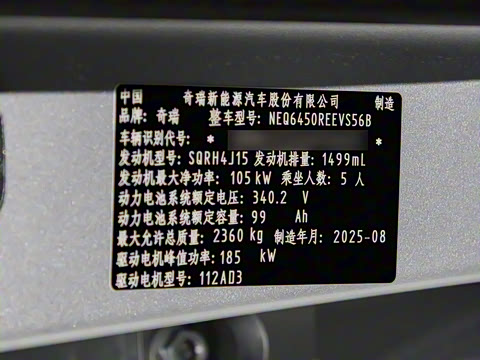 中国 奇瑞新能源汽车股份有限公司 制造
品牌: 奇瑞 整车型号: NEQ6450REEVS56B
车辆识别代号: * *
发动机型号: SQRH4J15 发动机排量: 1499mL
发动机最大净功率: 105 kW 乘坐人数: 5 人
动力电池系统额定电压: 340.2 V
动力电池系统额定容量: 99 Ah
最大允许总质量: 2360 kg 制造年月: 2025-08
驱动电机峰值功率: 185 kW
驱动电机型号: 112AD3